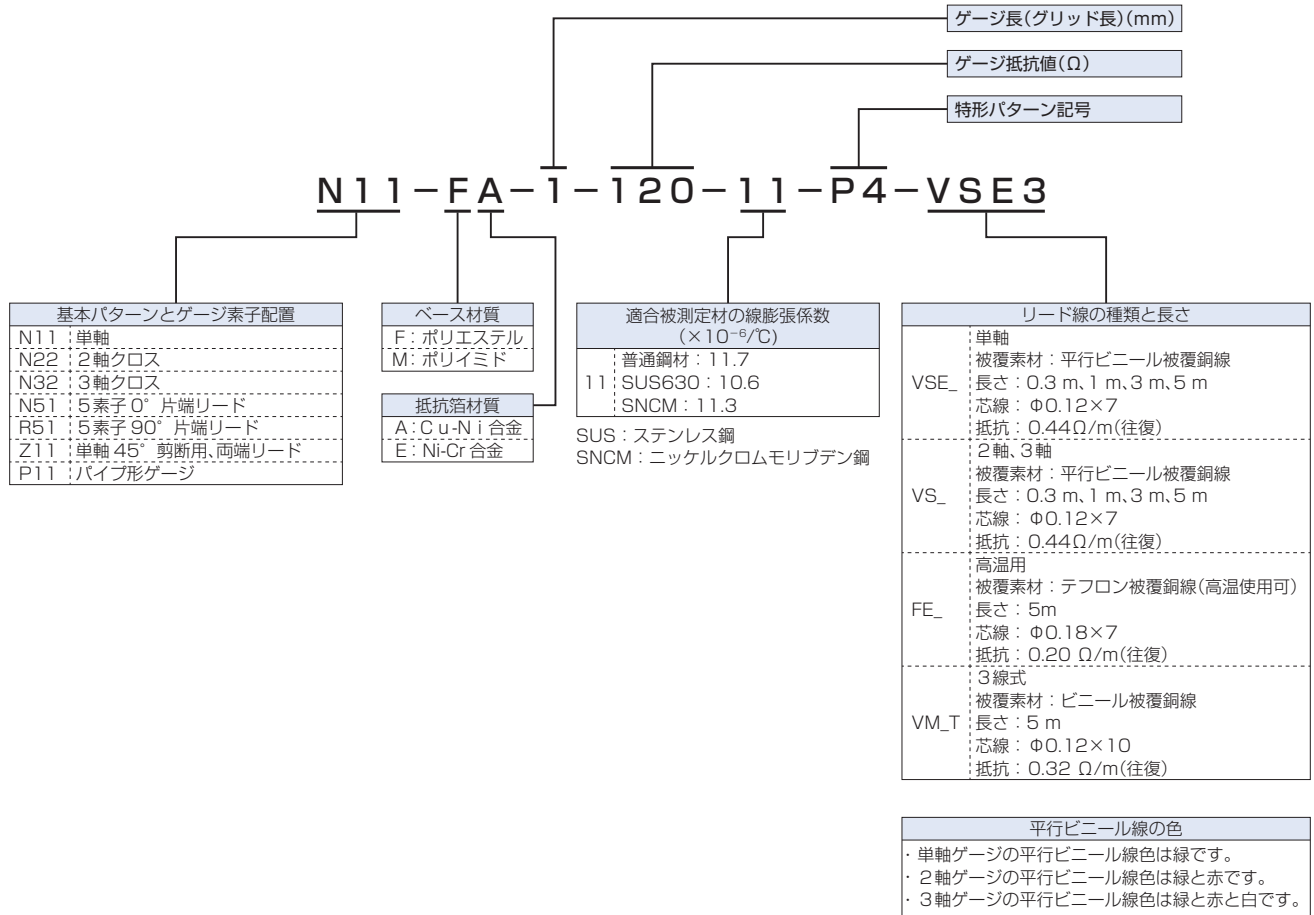 ゲージ長(グリッド長)(mm)
ゲージ抵抗値(Ω)
特形パターン記号
N11-FA-1-120-11-P4-VSE3
基本パターンとゲージ素子配置
N11 単軸
N22 2軸クロス
N32 3軸クロス
N51 5素子0° 片端リード
R51 5素子90° 片端リード
Z11 単軸45° 剪断用、両端リード
P11 パイプ形ゲージ
ベース材質
F:ポリエステル
M:ポリイミド
抵抗箔材質
A:Cu-Ni合金
E:Ni-Cr合金
適合被測定材の線膨張係数
(×10⁻⁶/℃)
普通鋼材:11.7
11 SUS630:10.6
SNCM:11.3
SUS:ステンレス鋼
SNCM:ニッケルクロムモリブデン鋼
リード線の種類と長さ
単軸
被覆素材:平行ビニール被覆銅線
VSE_ 長さ:0.3 m、1 m、3 m、5 m
芯線:Φ0.12×7
抵抗:0.44Ω/m(往復)
2軸、3軸
被覆素材:平行ビニール被覆銅線
VS_ 長さ:0.3 m、1 m、3 m、5 m
芯線:Φ0.12×7
抵抗:0.44Ω/m(往復)
高温用
被覆素材:テフロン被覆銅線(高温使用可)
FE_ 長さ:5m
芯線:Φ0.18×7
抵抗:0.20 Ω/m(往復)
3線式
被覆素材:ビニール被覆銅線
VM_T 長さ:5 m
芯線:Φ0.12×10
抵抗:0.32 Ω/m(往復)
平行ビニール線の色
・単軸ゲージの平行ビニール線色は緑です。
・2軸ゲージの平行ビニール線色は緑と赤です。
・3軸ゲージの平行ビニール線色は緑と赤と白です。